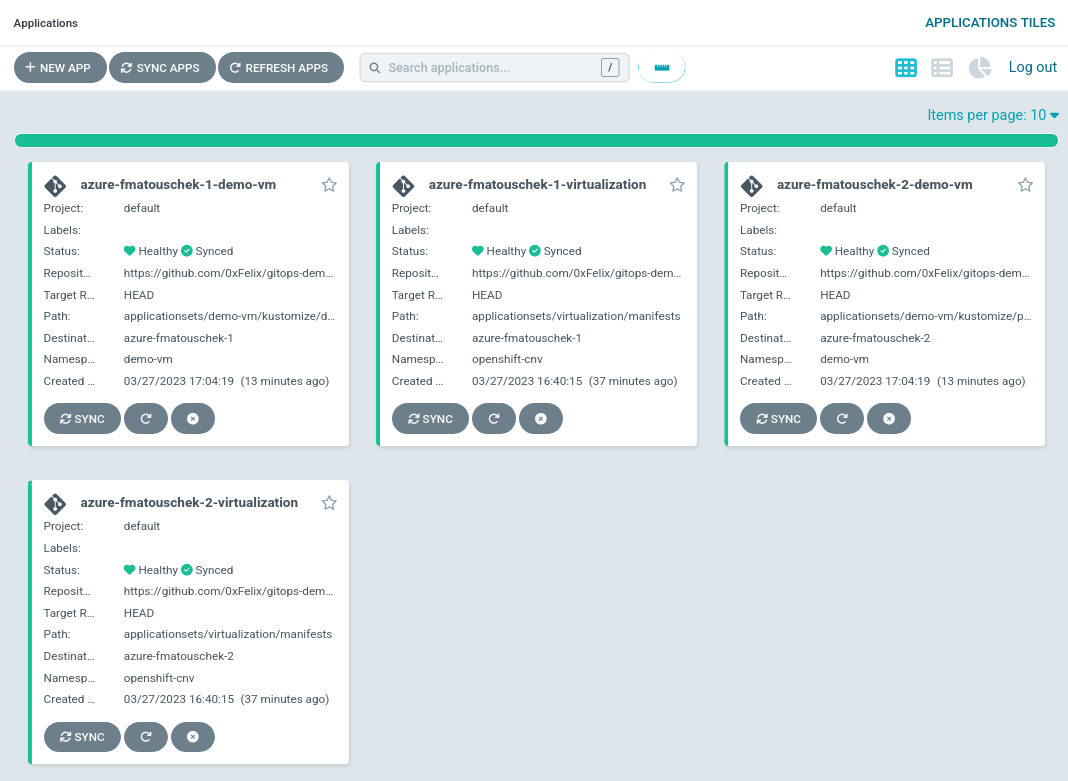 Applications
APPLICATIONS TILES
+ NEW APP SYNC APPS REFRESH APPS Search applications... / Log out
Items per page: 10
azure-fmatouschek-1-demo-vm
Project: default
Labels:
Status: Healthy Synced
Reposit... https://github.com/0xFelix/gitops-dem...
Target R... HEAD
Path: applicationsets/demo-vm/kustomize/d...
Destinat... azure-fmatouschek-1
Namesp... demo-vm
Created ... 03/27/2023 17:04:19 (13 minutes ago)
SYNC
azure-fmatouschek-1-virtualization
Project: default
Labels:
Status: Healthy Synced
Reposit... https://github.com/0xFelix/gitops-dem...
Target R... HEAD
Path: applicationsets/virtualization/manifests
Destinat... azure-fmatouschek-1
Namesp... openshift-cnv
Created ... 03/27/2023 16:40:15 (37 minutes ago)
SYNC
azure-fmatouschek-2-demo-vm
Project: default
Labels:
Status: Healthy Synced
Reposit... https://github.com/0xFelix/gitops-dem...
Target R... HEAD
Path: applicationsets/demo-vm/kustomize/p...
Destinat... azure-fmatouschek-2
Namesp... demo-vm
Created ... 03/27/2023 17:04:19 (13 minutes ago)
SYNC
azure-fmatouschek-2-virtualization
Project: default
Labels:
Status: Healthy Synced
Reposit... https://github.com/0xFelix/gitops-dem...
Target R... HEAD
Path: applicationsets/virtualization/manifests
Destinat... azure-fmatouschek-2
Namesp... openshift-cnv
Created ... 03/27/2023 16:40:15 (37 minutes ago)
SYNC